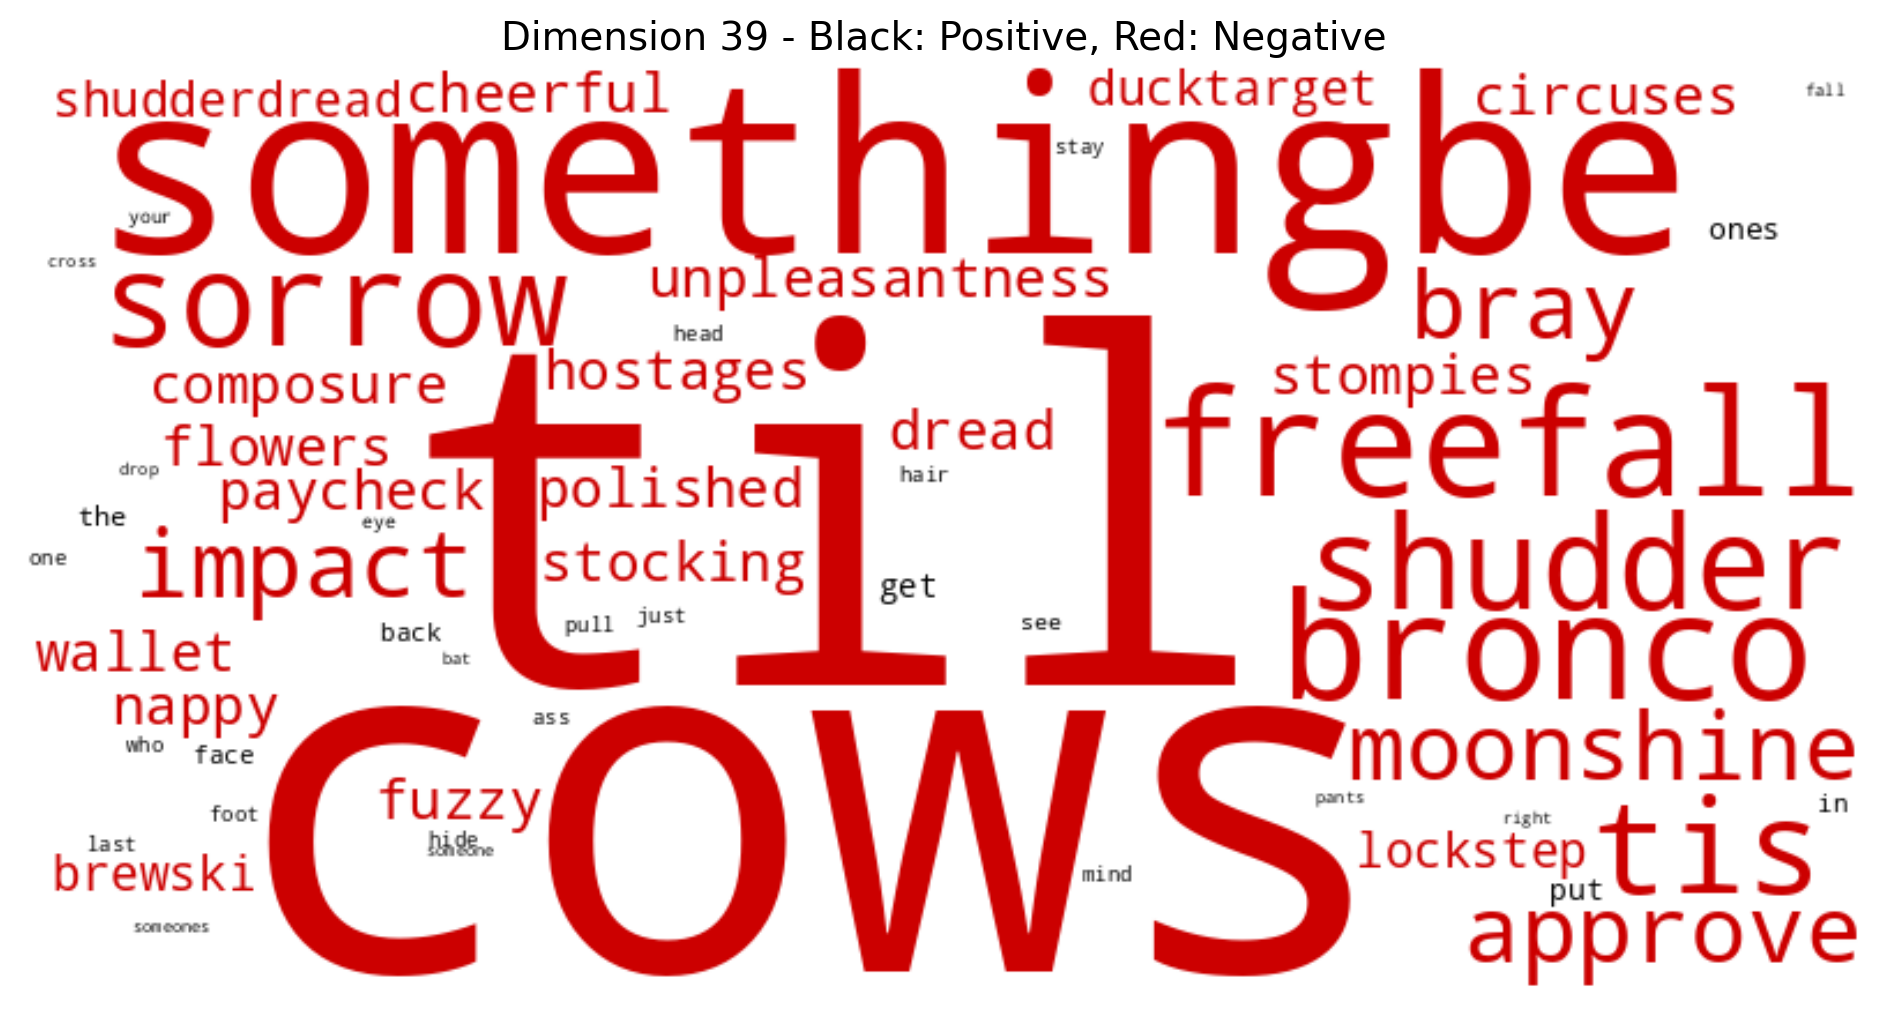 Dimension 39 - Black: Positive, Red: Negative
shudderdread cheerful ducktarget circuses fall
somethingbe
stay
your
ones
cross
sorrow unpleasantness bray
head
composure hostages stompies
flowers dread freefall
drop paycheck polished hair
the eye
one impact stocking shudder
get
back pull just see
wallet bat bronco
til
nappy ass
who face moonshine
cows
fuzzy pants in
foot right
last hide lockstep tis
someone
brewski mind put
someones approve